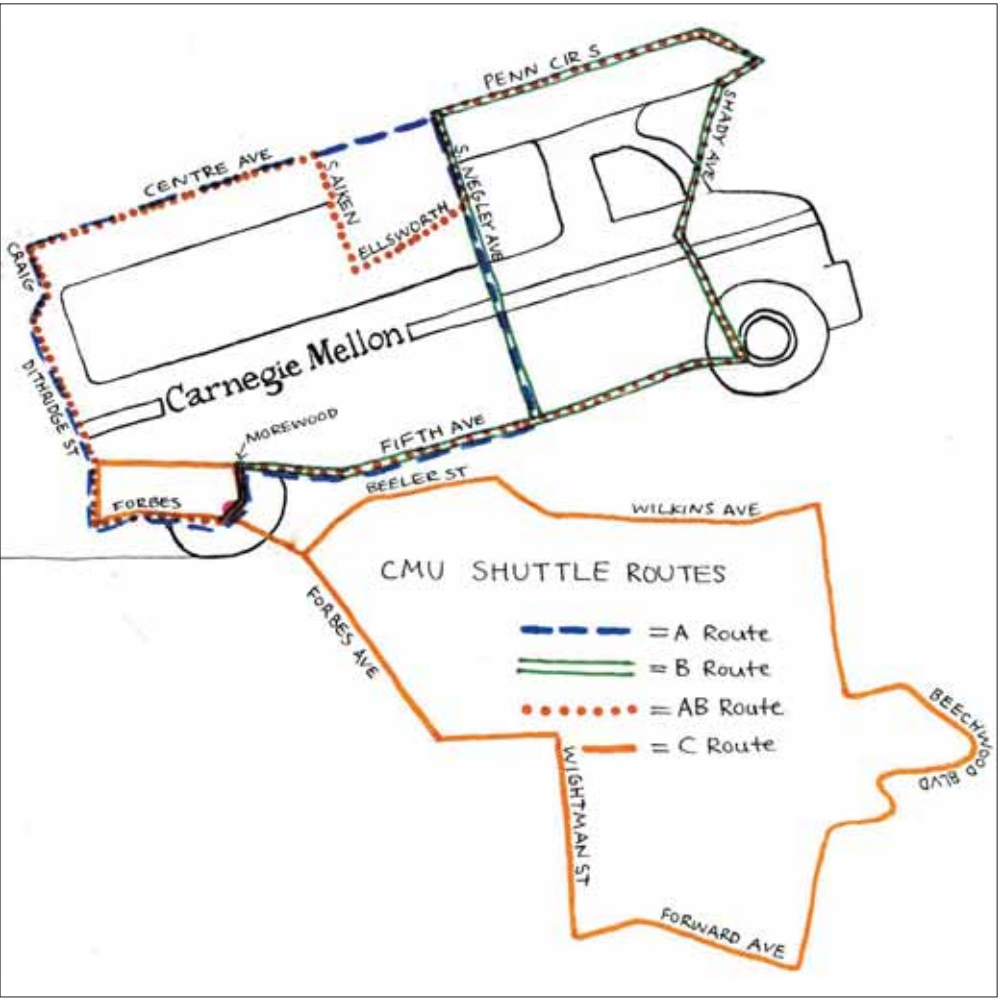 PENN CIR S
SHADY AVE
CENTRE AVE
S AIKEN
S. NEGLEY AVE
ELLSWORTH
CRAIG
DITHRIDGE ST
Carnegie Mellon
MOREWOOD
FIFTH AVE
FORBES
BEELER ST
WILKINS AVE
CMU SHUTTLE ROUTES
FORBES AVE
= A Route
= B Route
= AB Route
= C Route
BEECHWOOD BLVD
WIGHTMAN ST
FORWARD AVE